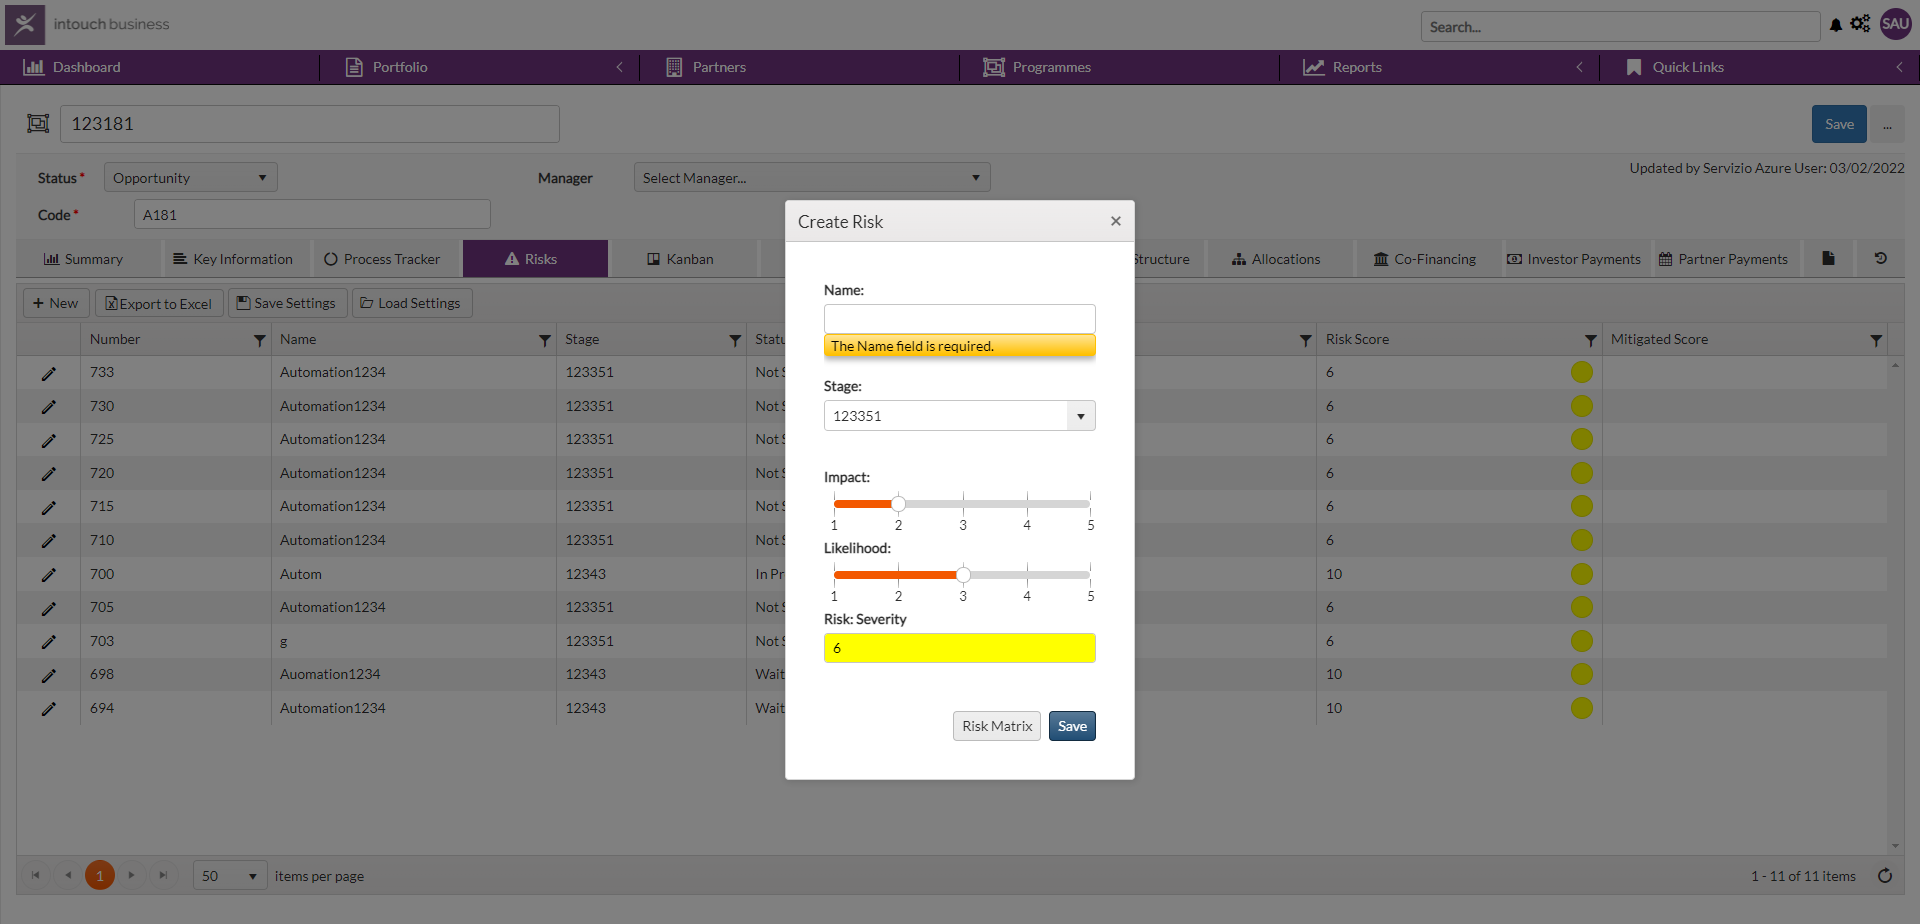 intouch business
Search...
SAU
Dashboard
Portfolio
Partners
Programmes
Reports
Quick Links
123181
Save
...
Status *
Opportunity
Manager
Select Manager...
Updated by Servizio Azure User: 03/02/2022
Code *
A181
Summary
Key Information
Process Tracker
Risks
Kanban
Structure
Allocations
Co-Financing
Investor Payments
Partner Payments
+ New
Export to Excel
Save Settings
Load Settings
Number Name Stage Statu Risk Score Mitigated Score
733 Automation1234 123351 Not S 6
730 Automation1234 123351 Not S 6
725 Automation1234 123351 Not S 6
720 Automation1234 123351 Not S 6
715 Automation1234 123351 Not S 6
710 Automation1234 123351 Not S 6
700 Autom 12343 In Pr 10
705 Automation1234 123351 Not S 6
703 g 123351 Not S 6
698 Auomation1234 12343 Wait 10
694 Automation1234 12343 Wait 10
Create Risk
×
Name:
The Name field is required.
Stage:
123351
Impact:
1 2 3 4 5
Likelihood:
1 2 3 4 5
Risk: Severity
6
Risk Matrix
Save
1
50
items per page
1 - 11 of 11 items